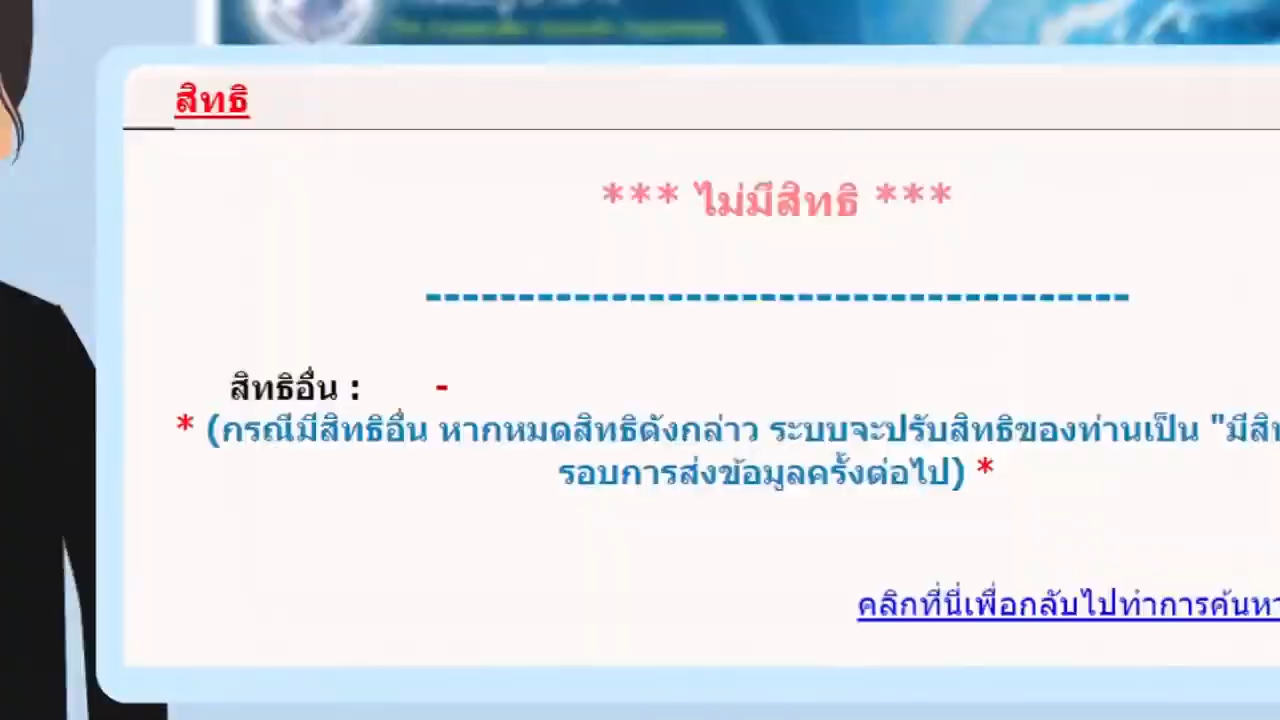 สิทธิ
*** ไม่มีสิทธิ ***
--------------------------------------
สิทธิอื่น : -
* (กรณีมีสิทธิอื่น หากหมดสิทธิดังกล่าว ระบบจะปรับสิทธิของท่านเป็น "มี
รอบการส่งข้อมูลครั้งต่อไป) *
คลิกที่นี่เพื่อกลับไปทำการค้นหา